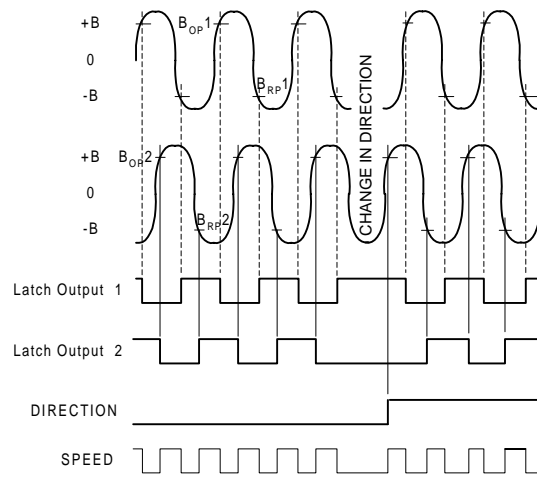 +B
B_OP1
0
-B
B_RP1
CHANGE IN DIRECTION
+B
B_OP2
0
-B
B_RP2
Latch Output 1
Latch Output 2
DIRECTION
SPEED